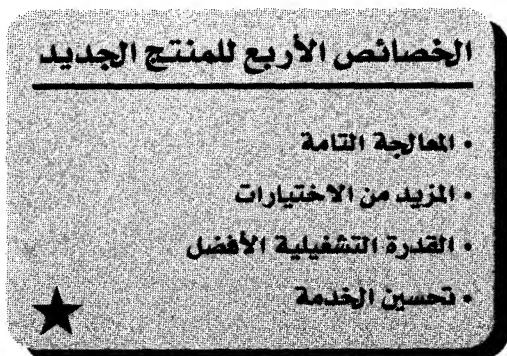 الخصائص الأربع للمنتج الجديد
• المعالجة التامة
• المزيد من الاختيارات
• القدرة التشغيلية الأفضل
• تحسين الخدمة